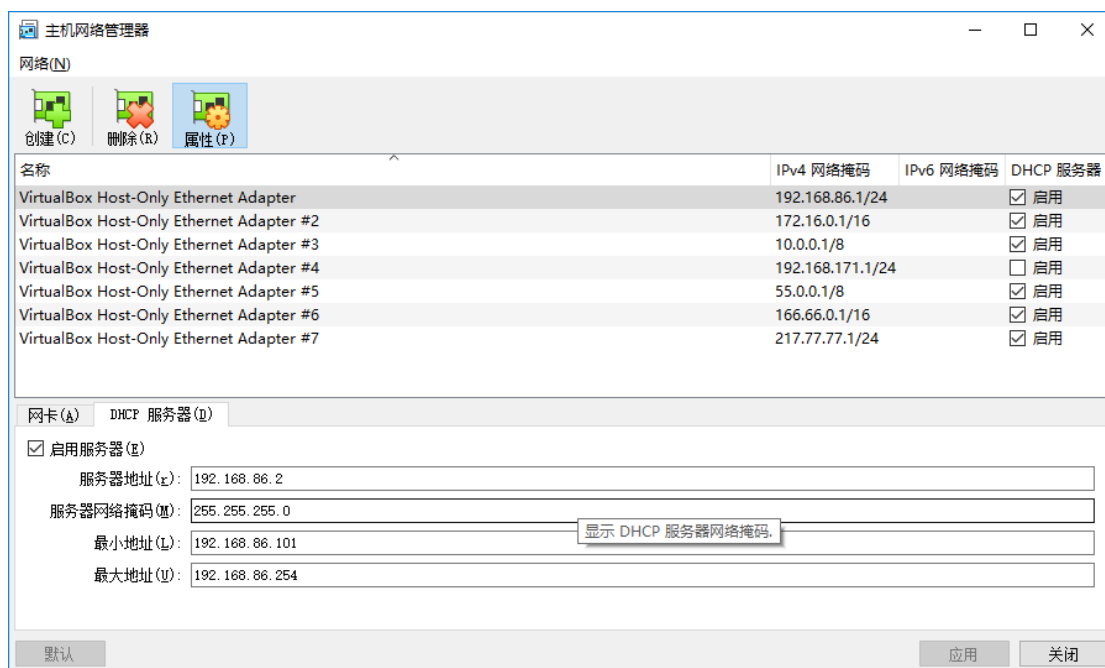 主机网络管理器
网络(N)
创建(C) 删除(R) 属性(P)
名称 IPv4 网络掩码 IPv6 网络掩码 DHCP 服务器
VirtualBox Host-Only Ethernet Adapter 192.168.86.1/24 启用
VirtualBox Host-Only Ethernet Adapter #2 172.16.0.1/16 启用
VirtualBox Host-Only Ethernet Adapter #3 10.0.0.1/8 启用
VirtualBox Host-Only Ethernet Adapter #4 192.168.171.1/24 启用
VirtualBox Host-Only Ethernet Adapter #5 55.0.0.1/8 启用
VirtualBox Host-Only Ethernet Adapter #6 166.66.0.1/16 启用
VirtualBox Host-Only Ethernet Adapter #7 217.77.77.1/24 启用
网卡(A) DHCP 服务器(D)
启用服务器(E)
服务器地址(r): 192.168.86.2
服务器网络掩码(M): 255.255.255.0
显示 DHCP 服务器网络掩码.
最小地址(L): 192.168.86.101
最大地址(U): 192.168.86.254
默认 应用 关闭